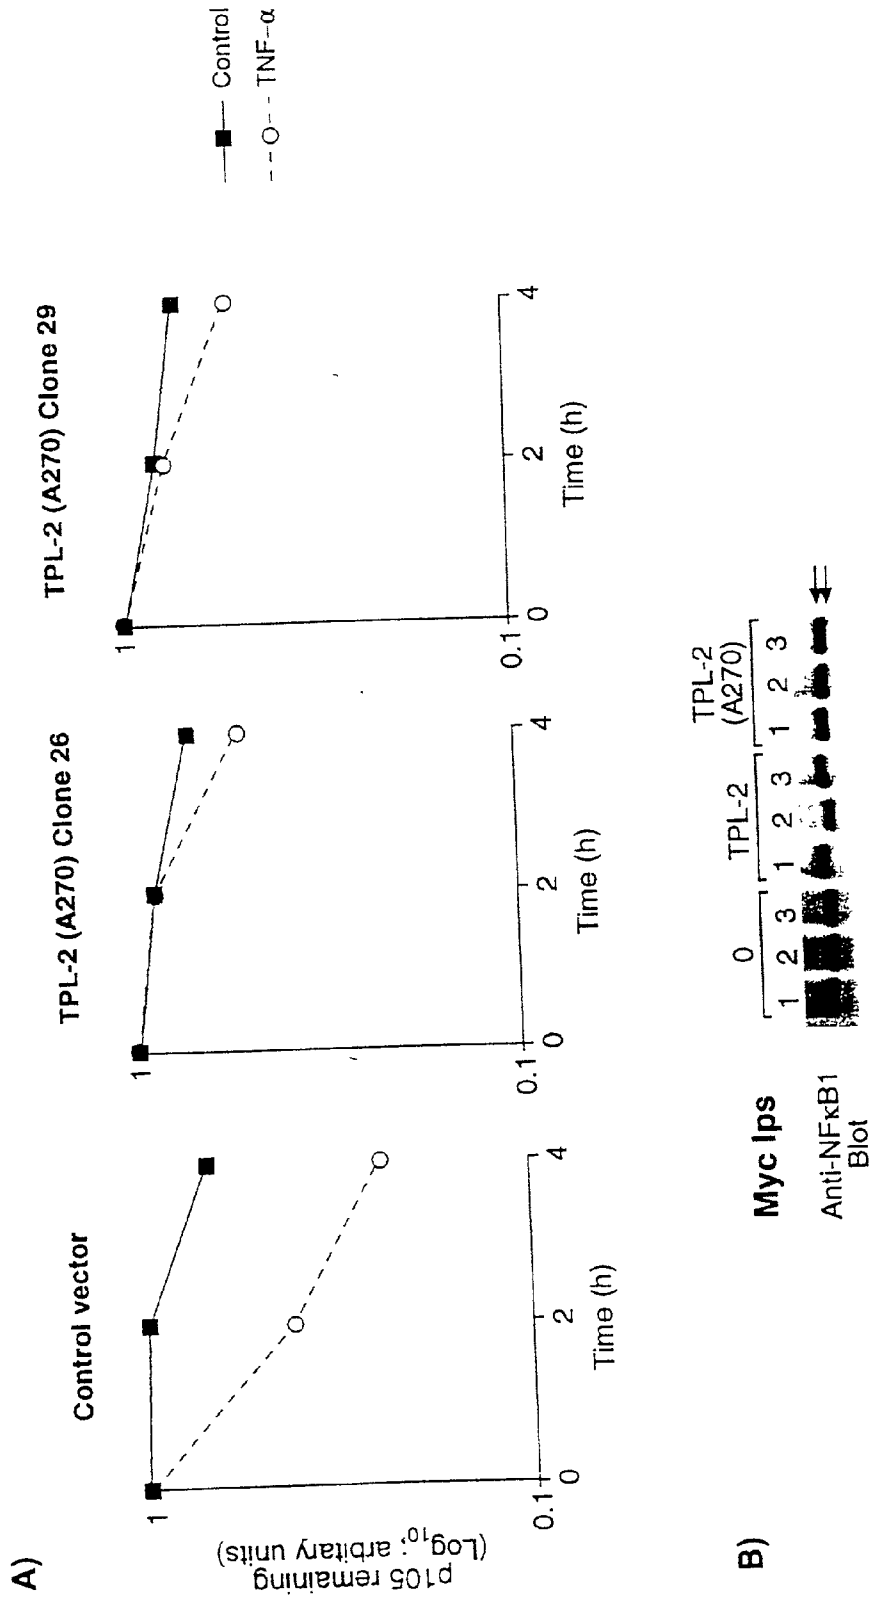 A)
Control vector
TPL-2 (A270) Clone 26
TPL-2 (A270) Clone 29
Control
TNF-α
p105 remaining
(Log10; arbitary units)
1
0.1
0
2
4
Time (h)
1
0.1
0
2
4
Time (h)
1
0.1
0
2
4
Time (h)
B)
0
TPL-2
TPL-2
(A270)
Myc Ips
1 2 3 1 2 3 1 2 3
Anti-NFκB1
Blot